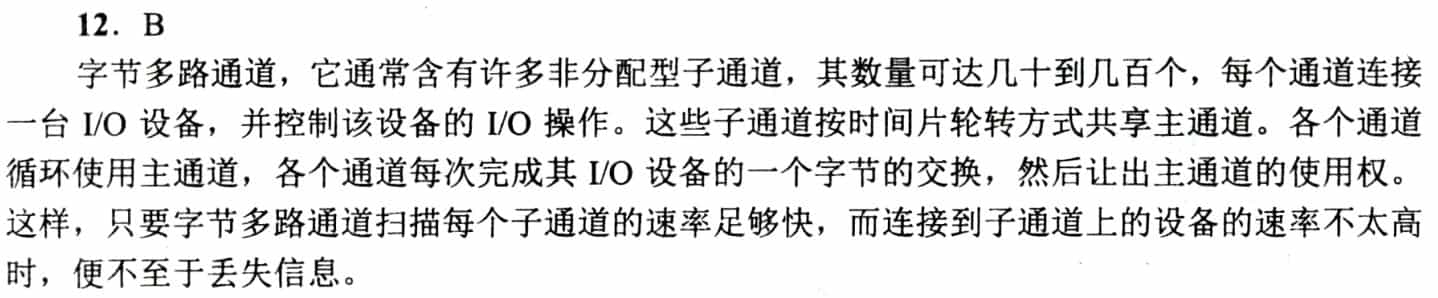 12. B
字节多路通道，它通常含有许多非分配型子通道，其数量可达几十到几百个，每个通道连接
一台 I/O 设备，并控制该设备的 I/O 操作。这些子通道按时间片轮转方式共享主通道。各个通道
循环使用主通道，各个通道每次完成其 I/O 设备的一个字节的交换，然后让出主通道的使用权。
这样，只要字节多路通道扫描每个子通道的速率足够快，而连接到子通道上的设备的速率不太高
时，便不至于丢失信息。